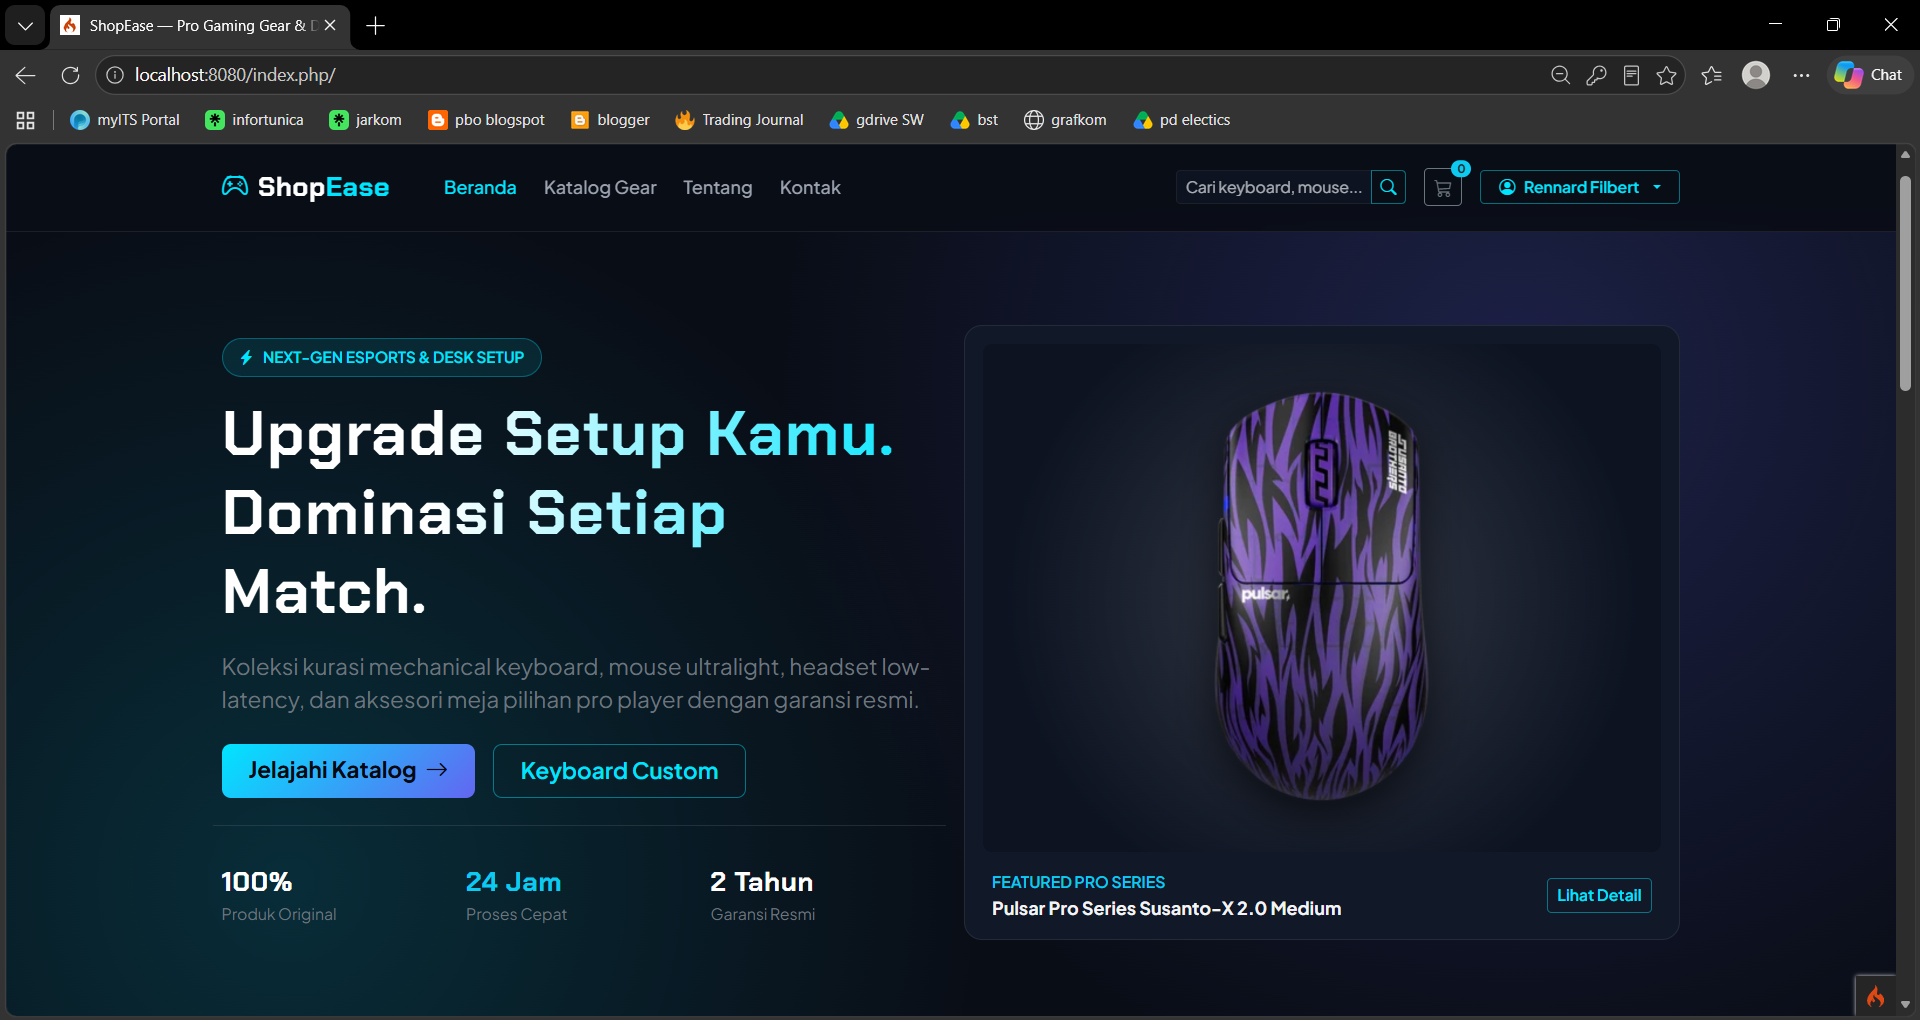 ShopEase — Pro Gaming Gear & D
localhost:8080/index.php/
Chat
myITS Portal
infortunica
jarkom
pbo blogspot
blogger
Trading Journal
gdrive SW
bst
grafkom
pd electics
ShopEase
Beranda
Katalog Gear
Tentang
Kontak
Cari keyboard, mouse...
0
Rennard Filbert
NEXT-GEN ESPORTS & DESK SETUP
Upgrade Setup Kamu.
Dominasi Setiap
Match.
Koleksi kurasi mechanical keyboard, mouse ultralight, headset low-
latency, dan aksesori meja pilihan pro player dengan garansi resmi.
Jelajahi Katalog →
Keyboard Custom
100%
Produk Original
24 Jam
Proses Cepat
2 Tahun
Garansi Resmi
SUSANTO
BROTHERS
pulsar,
FEATURED PRO SERIES
Pulsar Pro Series Susanto-X 2.0 Medium
Lihat Detail